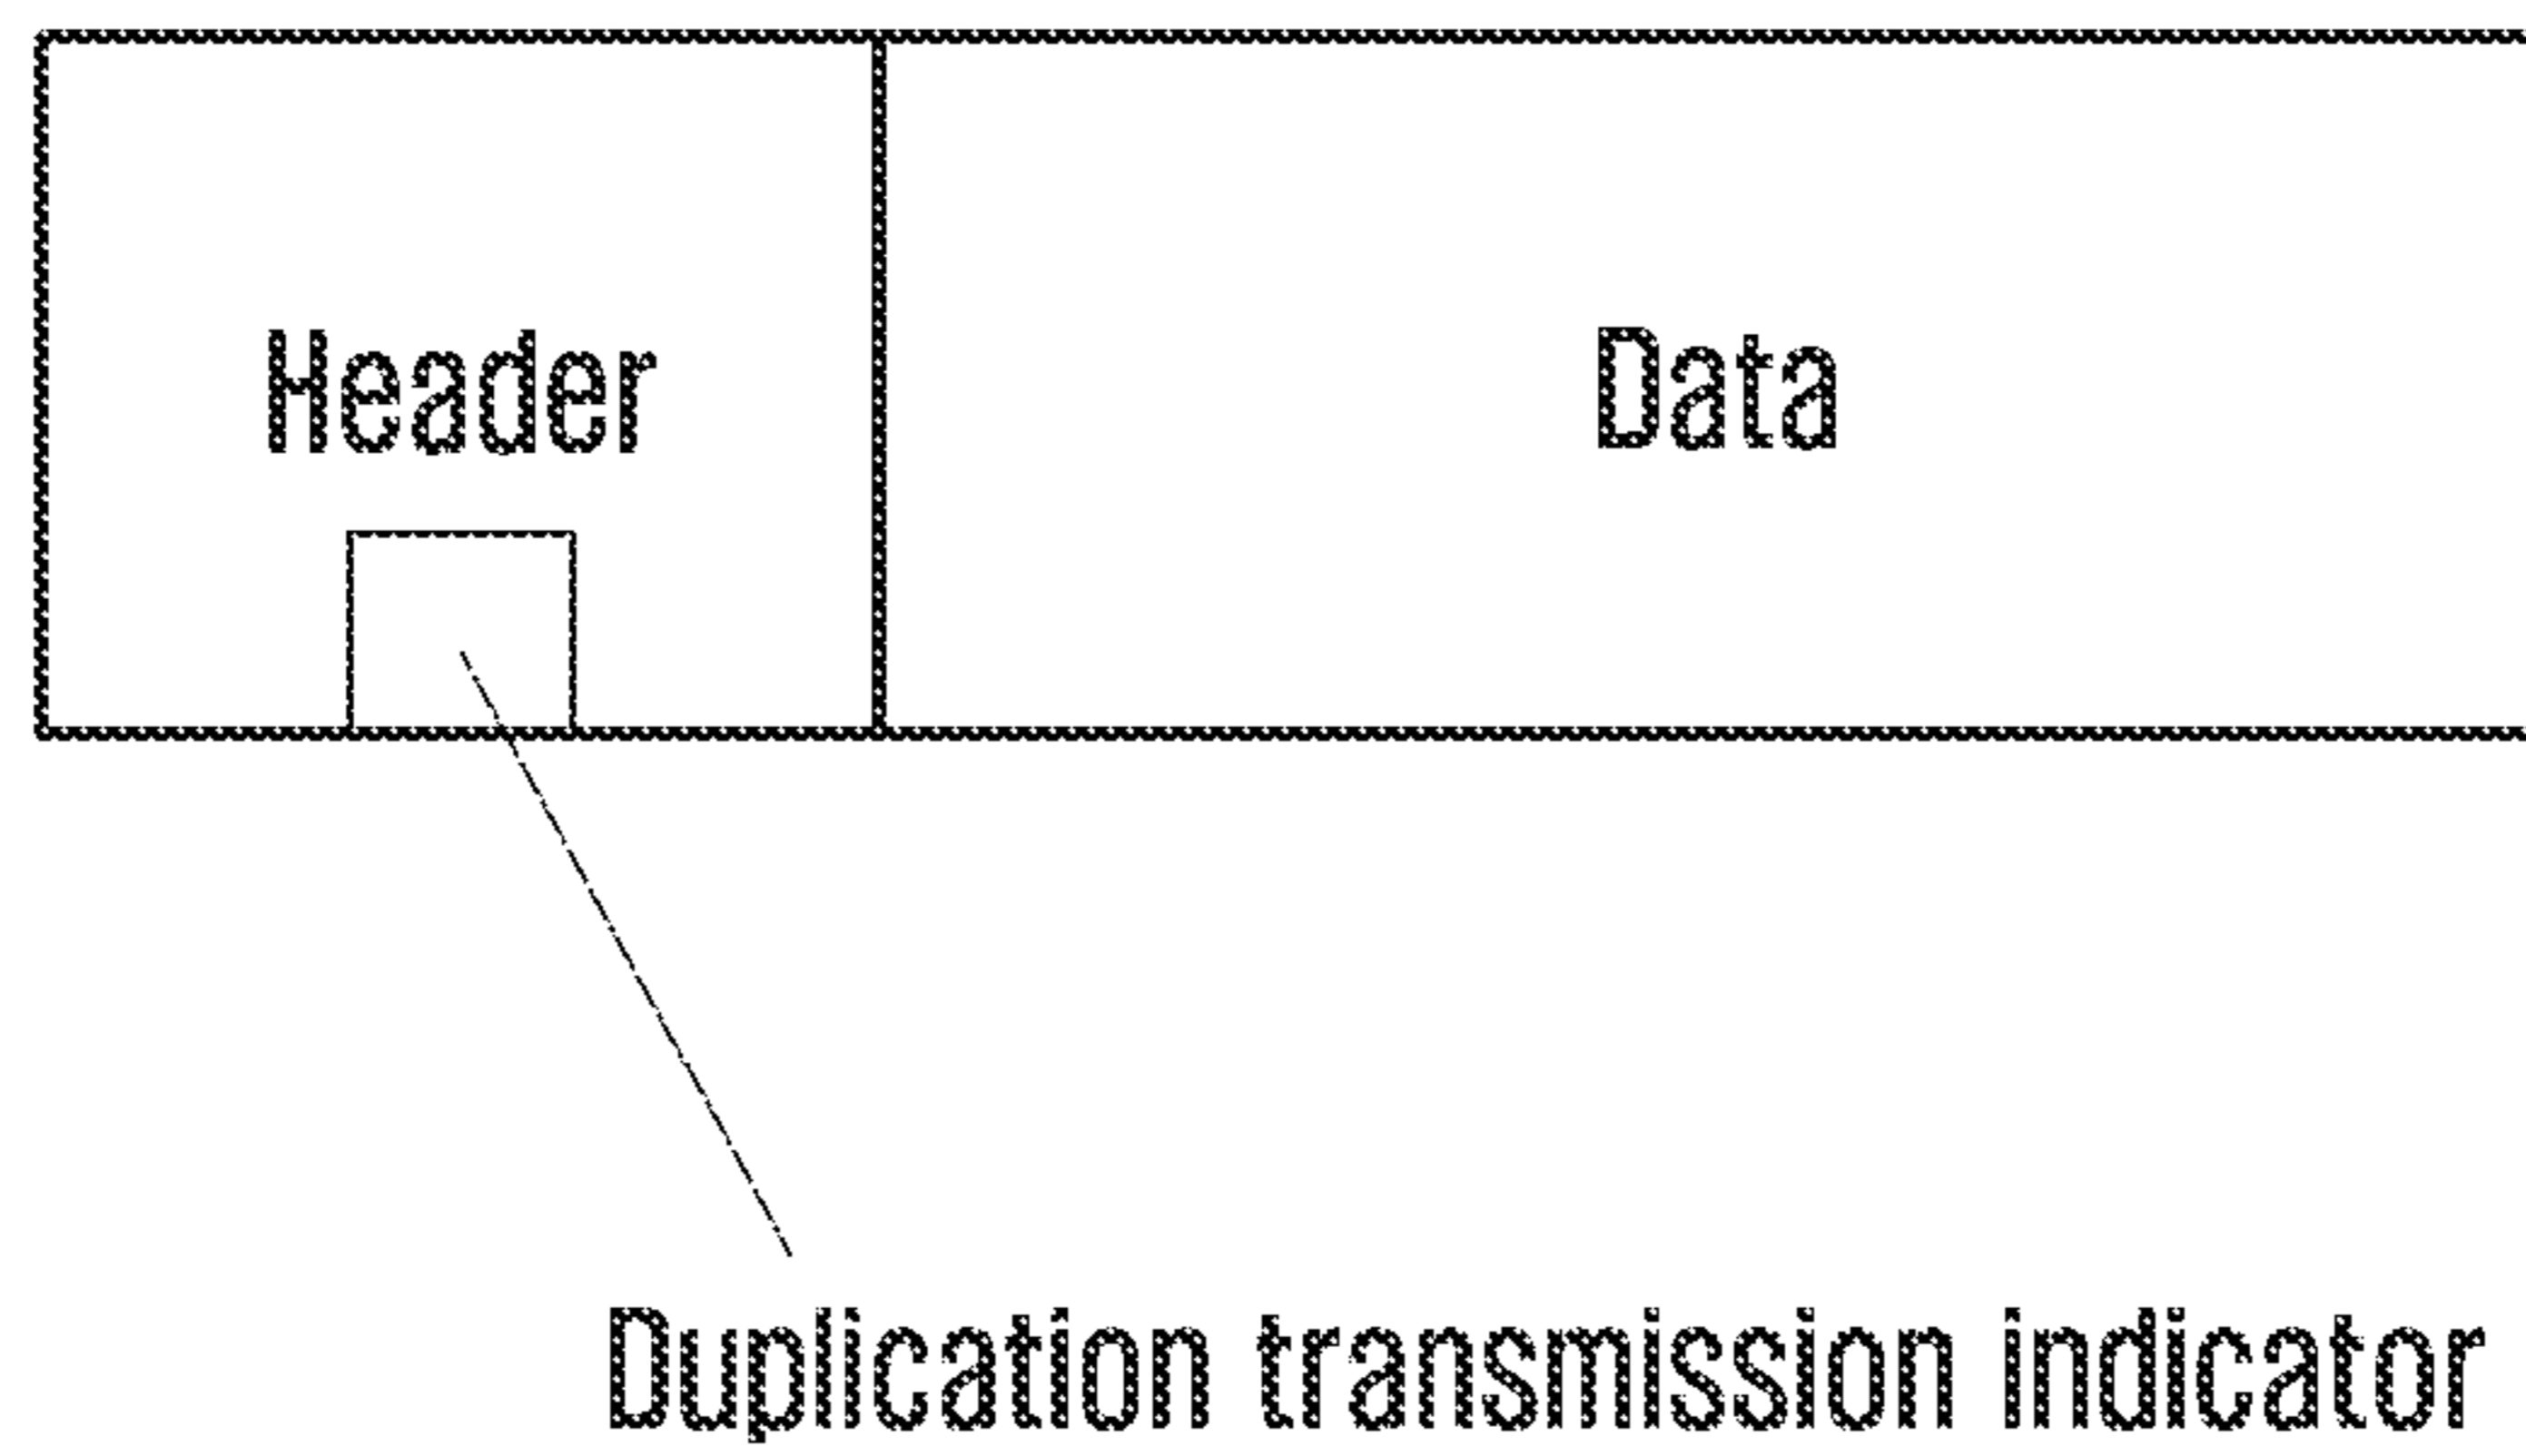 Header
Data
Duplication transmission indicator